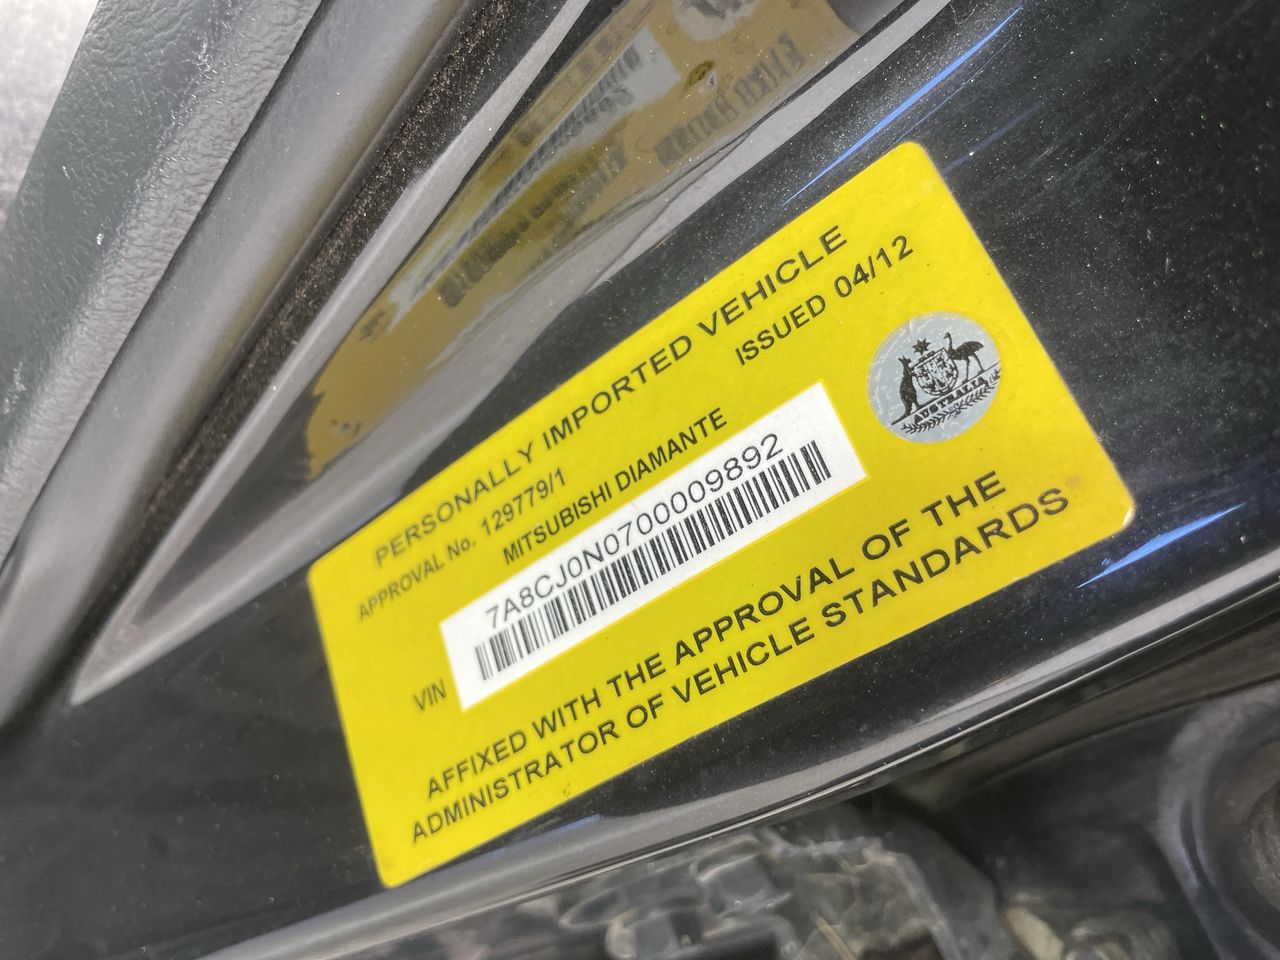 PERSONALLY IMPORTED VEHICLE
APPROVAL No. 129779/1
ISSUED 04/12
MITSUBISHI DIAMANTE
VIN 7A8CJ0N0700009892
AUSTRALIA
AFFIXED WITH THE APPROVAL OF THE
ADMINISTRATOR OF VEHICLE STANDARDS